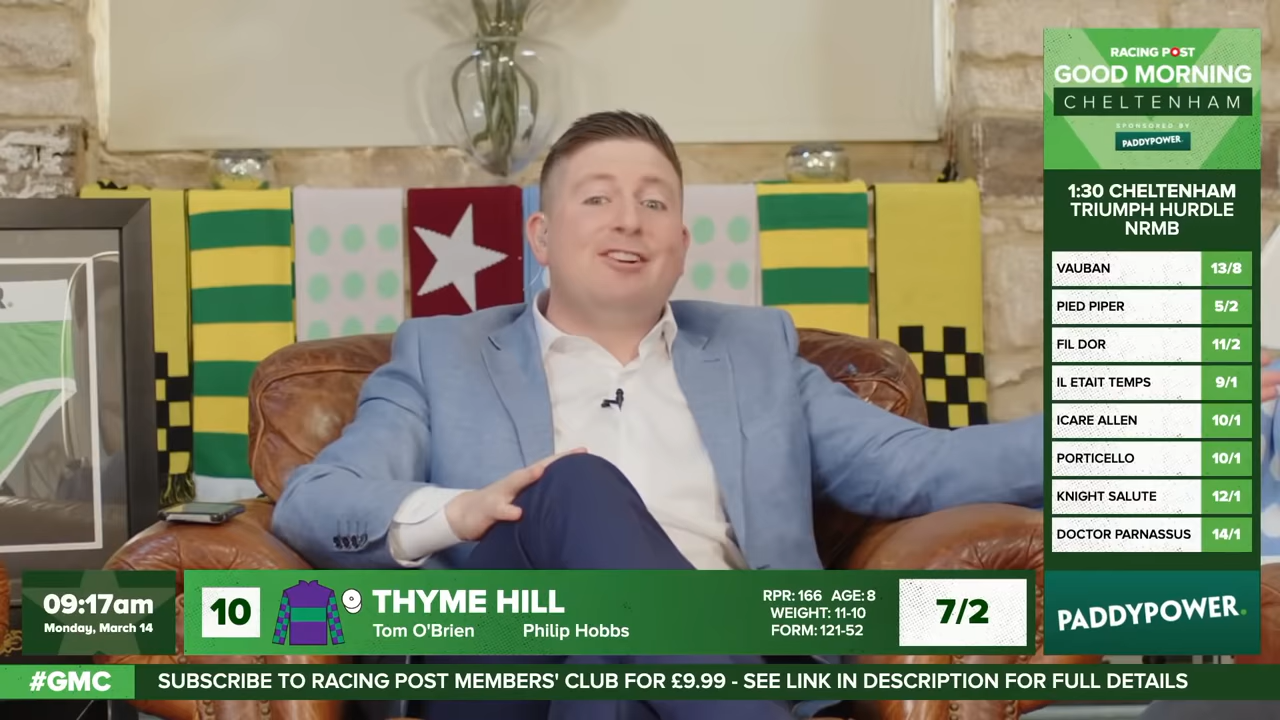 RACING POST
GOOD MORNING
CHELTENHAM
SPONSORED BY
PADDYPOWER.
1:30 CHELTENHAM
TRIUMPH HURDLE
NRMB
VAUBAN 13/8
PIED PIPER 5/2
FIL DOR 11/2
IL ETAIT TEMPS 9/1
ICARE ALLEN 10/1
PORTICELLO 10/1
KNIGHT SALUTE 12/1
DOCTOR PARNASSUS 14/1
PADDYPOWER.
09:17am
Monday, March 14
10
THYME HILL
Tom O'Brien Philip Hobbs
RPR: 166 AGE: 8
WEIGHT: 11-10
FORM: 121-52
7/2
#GMC
SUBSCRIBE TO RACING POST MEMBERS' CLUB FOR £9.99 - SEE LINK IN DESCRIPTION FOR FULL DETAILS